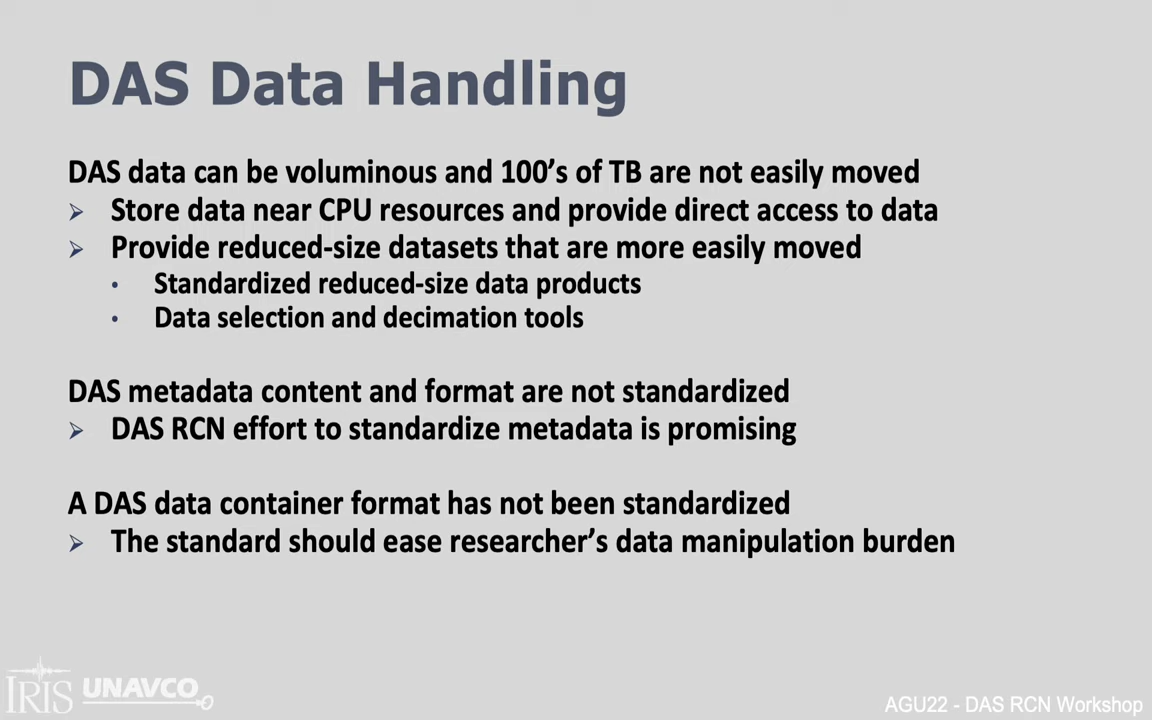 DAS Data Handling
DAS data can be voluminous and 100’s of TB are not easily moved
➢ Store data near CPU resources and provide direct access to data
➢ Provide reduced-size datasets that are more easily moved
• Standardized reduced-size data products
• Data selection and decimation tools
DAS metadata content and format are not standardized
➢ DAS RCN effort to standardize metadata is promising
A DAS data container format has not been standardized
➢ The standard should ease researcher’s data manipulation burden
IRIS UNAVCO
AGU22 - DAS RCN Workshop